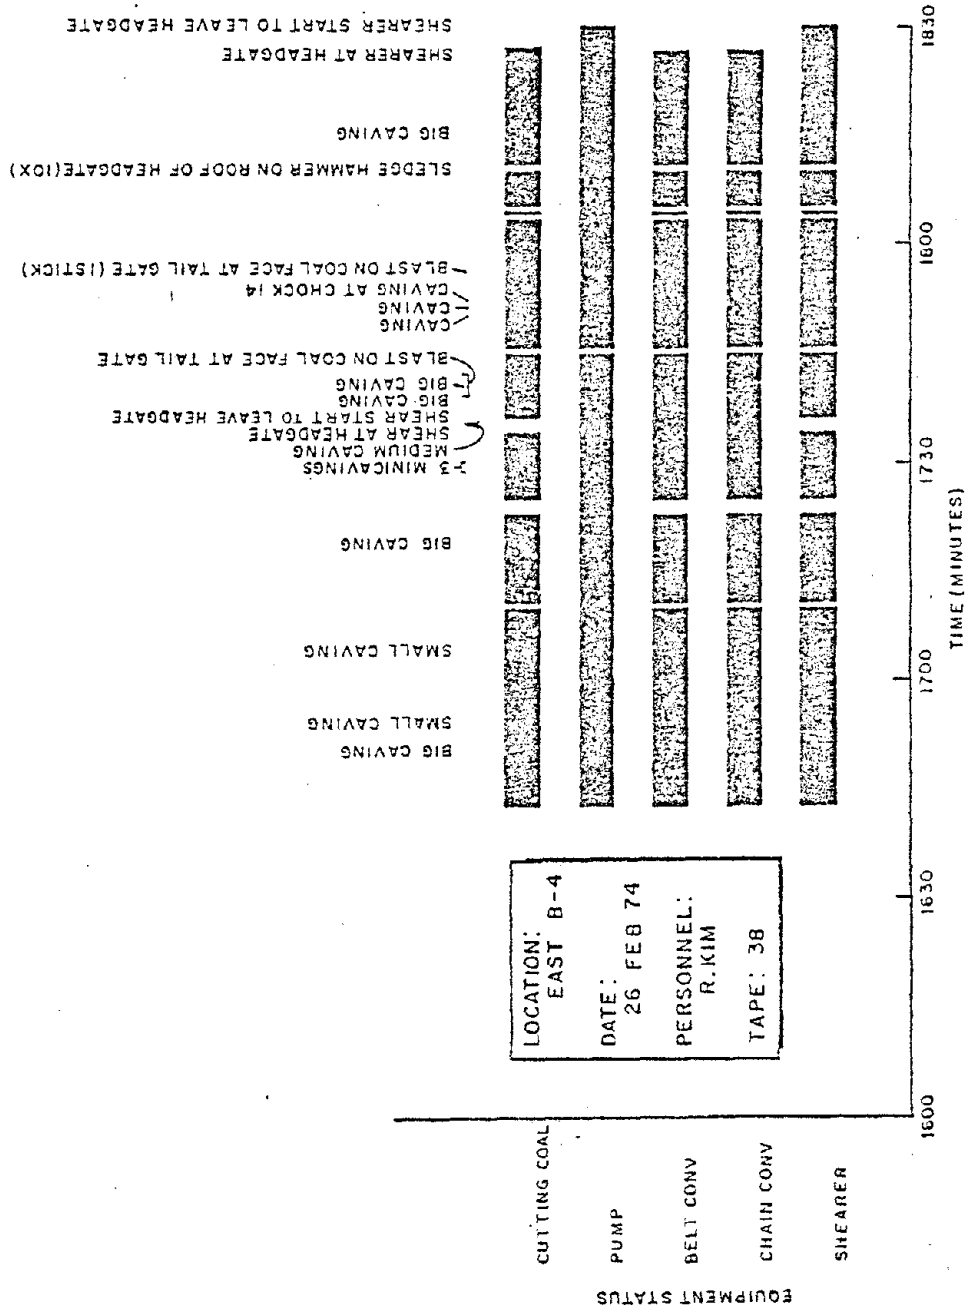 BIG CAVING
SMALL CAVING
SMALL CAVING
BIG CAVING
3 MINICAVINGS
MEDIUM CAVING
SHEAR AT HEADGATE
SHEAR START TO LEAVE HEADGATE
BIG CAVING
BIG CAVING
BLAST ON COAL FACE AT TAIL GATE
CAVING
CAVING
CAVING AT CHOCK 14
BLAST ON COAL FACE AT TAIL GATE (1 STICK)
SLEDGE HAMMER ON ROOF OF HEADGATE (10X)
BIG CAVING
SHEARER AT HEADGATE
SHEARER START TO LEAVE HEADGATE
EQUIPMENT STATUS
CUTTING COAL
PUMP
BELT CONV
CHAIN CONV
SHEARER
LOCATION:
EAST B-4
DATE:
26 FEB 74
PERSONNEL:
R. KIM
TAPE: 38
1600
1630
1700
1730
1800
1830
TIME (MINUTES)